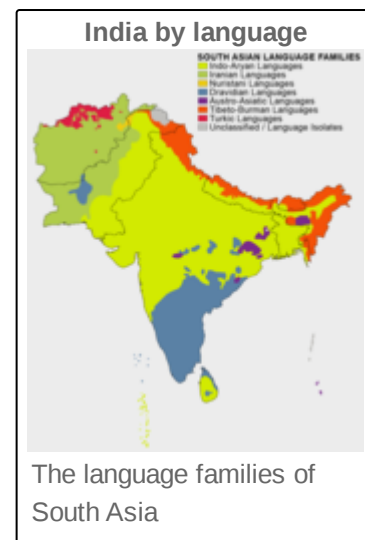 India by language
SOUTH ASIAN LANGUAGE FAMILIES
Indo-Aryan Languages
Iranian Languages
Nuristani Languages
Dravidian Languages
Austro-Asiatic Languages
Tibeto-Burman Languages
Turkic Languages
Unclassified / Language Isolates
The language families of
South Asia